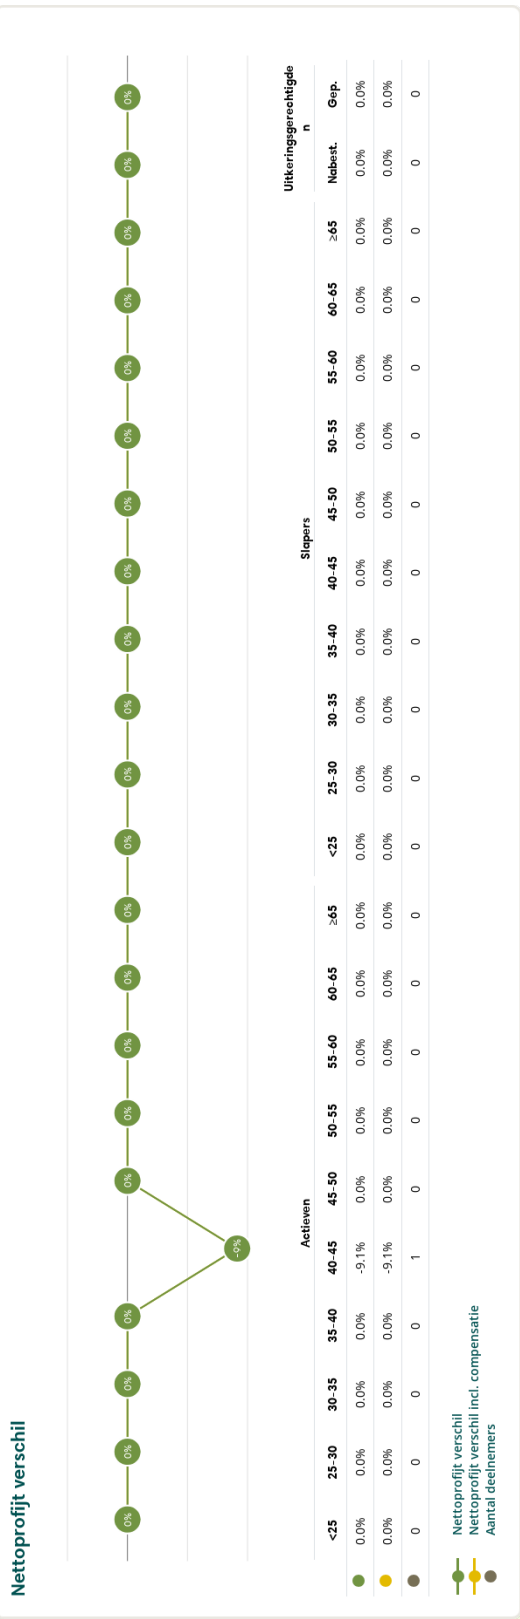 Nettoprofijt verschil
0% 0% 0% 0% -9% 0% 0% 0% 0% 0% 0% 0% 0% 0% 0% 0% 0% 0% 0% 0% 0% 0%
Actieven Slapers Uitkeringsgerechtigde
n
<25 25-30 30-35 35-40 40-45 45-50 50-55 55-60 60-65 ≥65 <25 25-30 30-35 35-40 40-45 45-50 50-55 55-60 60-65 ≥65 Nabest. Gep.
0.0% 0.0% 0.0% 0.0% -9.1% 0.0% 0.0% 0.0% 0.0% 0.0% 0.0% 0.0% 0.0% 0.0% 0.0% 0.0% 0.0% 0.0% 0.0% 0.0% 0.0% 0.0%
0.0% 0.0% 0.0% 0.0% -9.1% 0.0% 0.0% 0.0% 0.0% 0.0% 0.0% 0.0% 0.0% 0.0% 0.0% 0.0% 0.0% 0.0% 0.0% 0.0% 0.0% 0.0%
0 0 0 0 1 0 0 0 0 0 0 0 0 0 0 0 0 0 0 0 0 0
Nettoprofijt verschil
Nettoprofijt verschil incl. compensatie
Aantal deelnemers